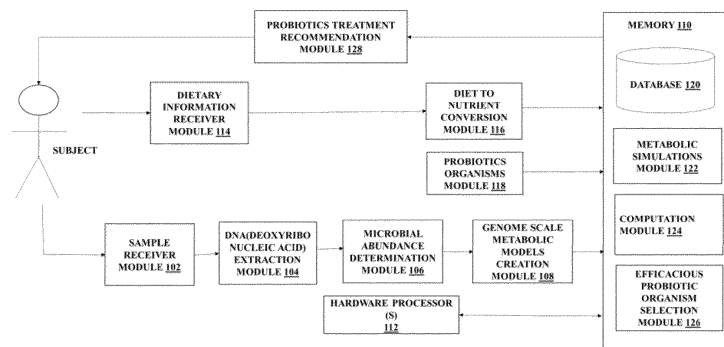 PROBIOTICS TREATMENT
RECOMMENDATION
MODULE 128
MEMORY 110
DATABASE 120
DIETARY
INFORMATION
RECEIVER
MODULE 114
DIET TO
NUTRIENT
CONVERSION
MODULE 116
SUBJECT
PROBIOTICS
ORGANISMS
MODULE 118
METABOLIC
SIMULATIONS
MODULE 122
SAMPLE
RECEIVER
MODULE 102
DNA(DEOXYRIBO
NUCLEIC ACID)
EXTRACTION
MODULE 104
MICROBIAL
ABUNDANCE
DETERMINATION
MODULE 106
GENOME SCALE
METABOLIC
MODELS
CREATION
MODULE 108
COMPUTATION
MODULE 124
HARDWARE PROCESSOR
(S)
112
EFFICACIOUS
PROBIOTIC
ORGANISM
SELECTION
MODULE 126